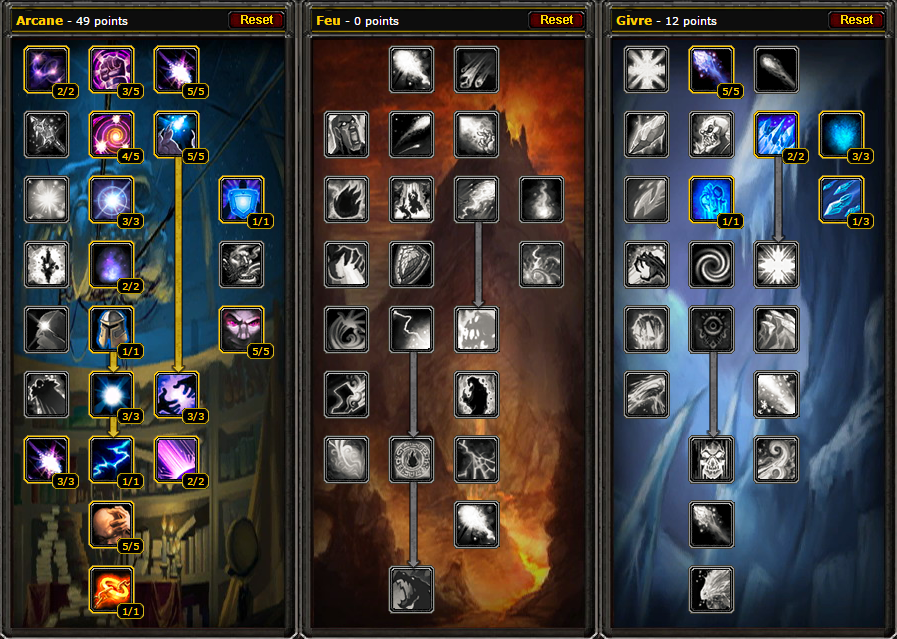 Arcane - 49 points Reset Feu - 0 points Reset Givre - 12 points Reset
2/2 3/5 5/5 5/5
4/5 5/5 2/2 3/3
3/3 1/1 1/1 1/3
2/2
1/1 5/5
3/3 3/3
3/3 1/1 2/2
5/5
1/1